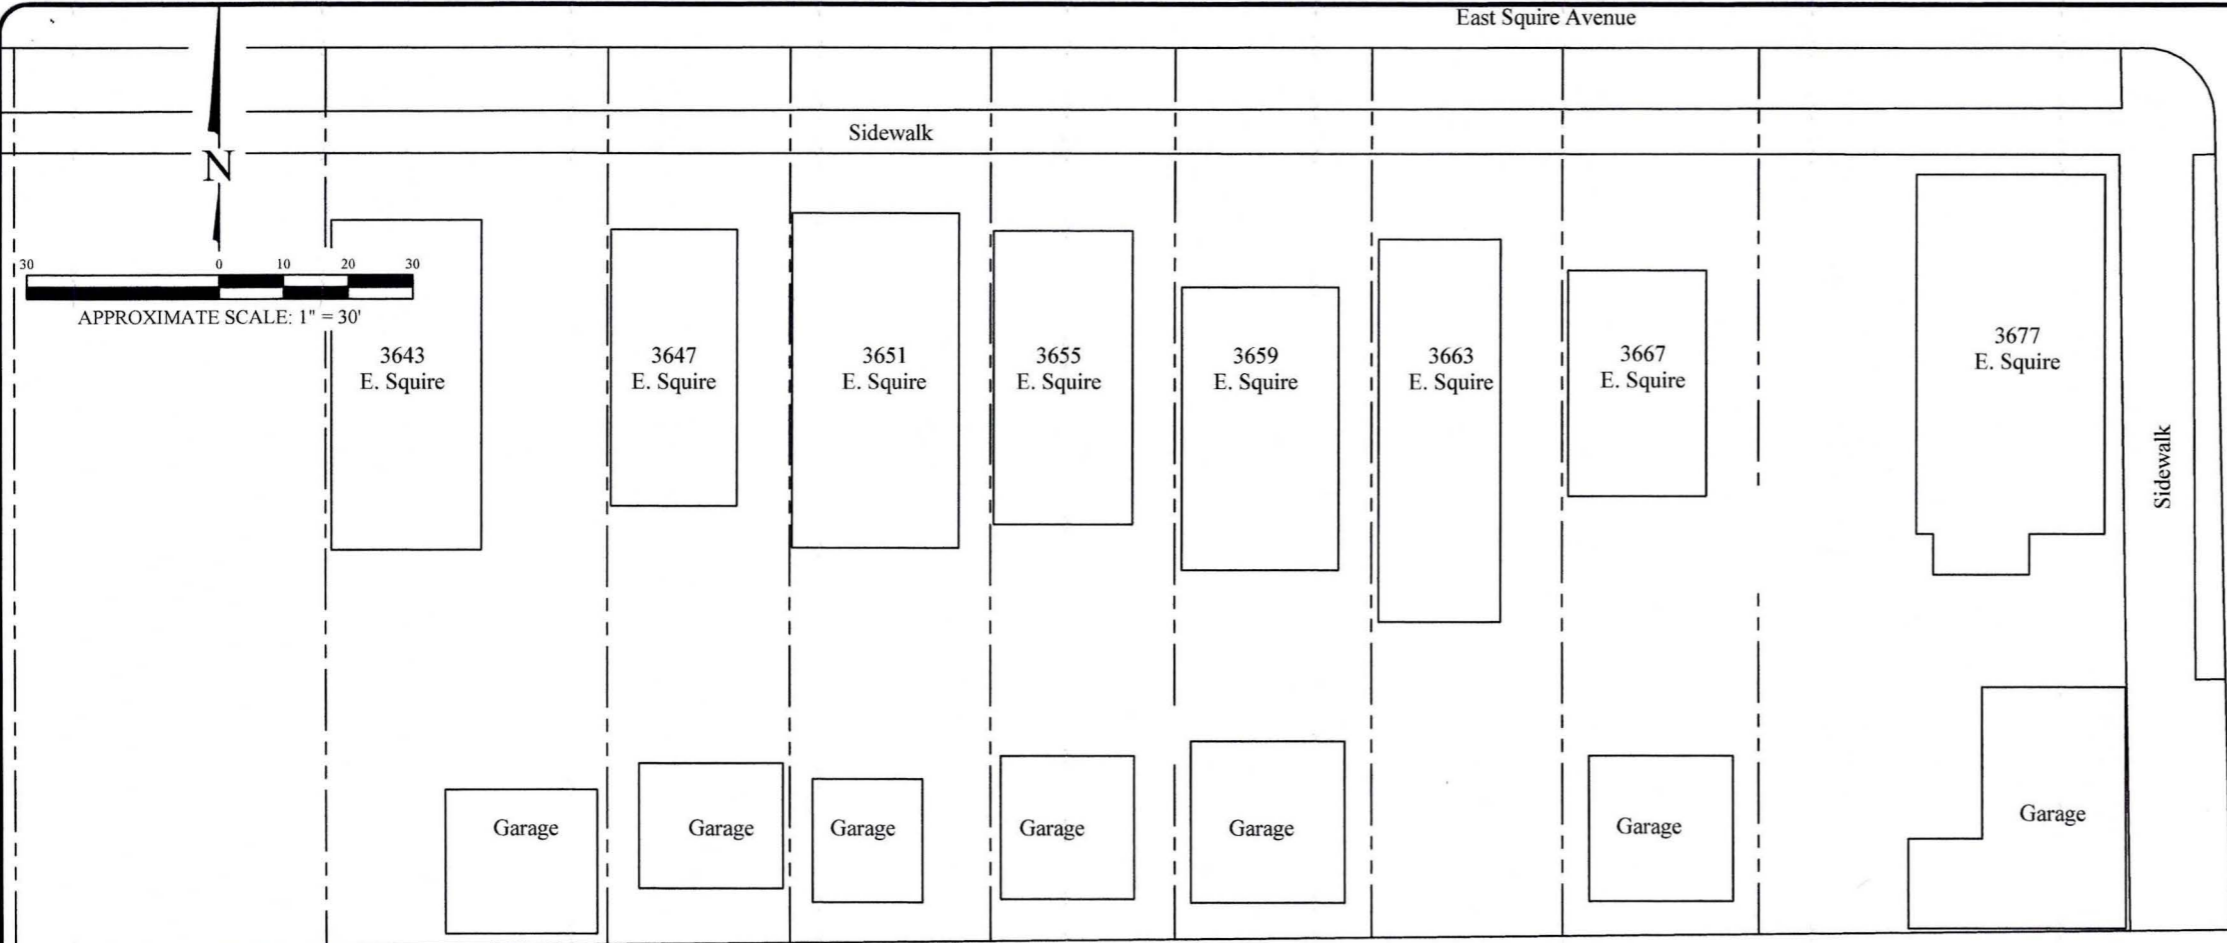 East Squire Avenue
Sidewalk
N
30 0 10 20 30
APPROXIMATE SCALE: 1" = 30'
3643
E. Squire
3647
E. Squire
3651
E. Squire
3655
E. Squire
3659
E. Squire
3663
E. Squire
3667
E. Squire
3677
E. Squire
Sidewalk
Garage
Garage
Garage
Garage
Garage
Garage
Garage